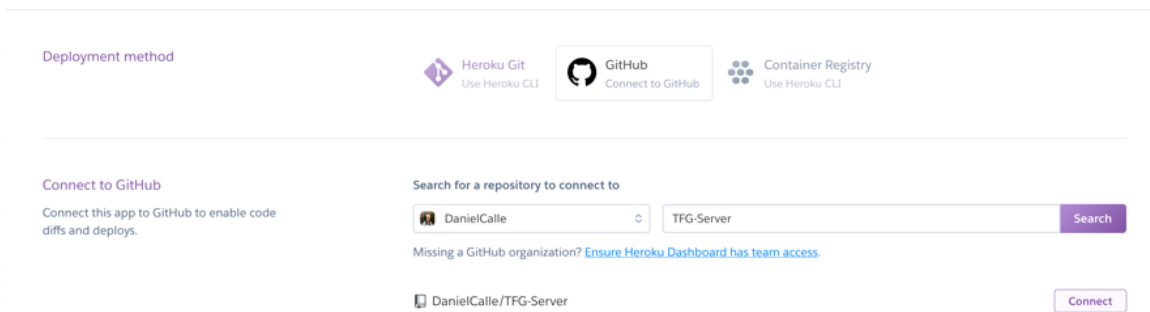 Deployment method
Heroku Git
Use Heroku CLI
GitHub
Connect to GitHub
Container Registry
Use Heroku CLI
Connect to GitHub
Connect this app to GitHub to enable code
diffs and deploys.
Search for a repository to connect to
DanielCalle
TFG-Server
Search
Missing a GitHub organization? Ensure Heroku Dashboard has team access.
DanielCalle/TFG-Server
Connect